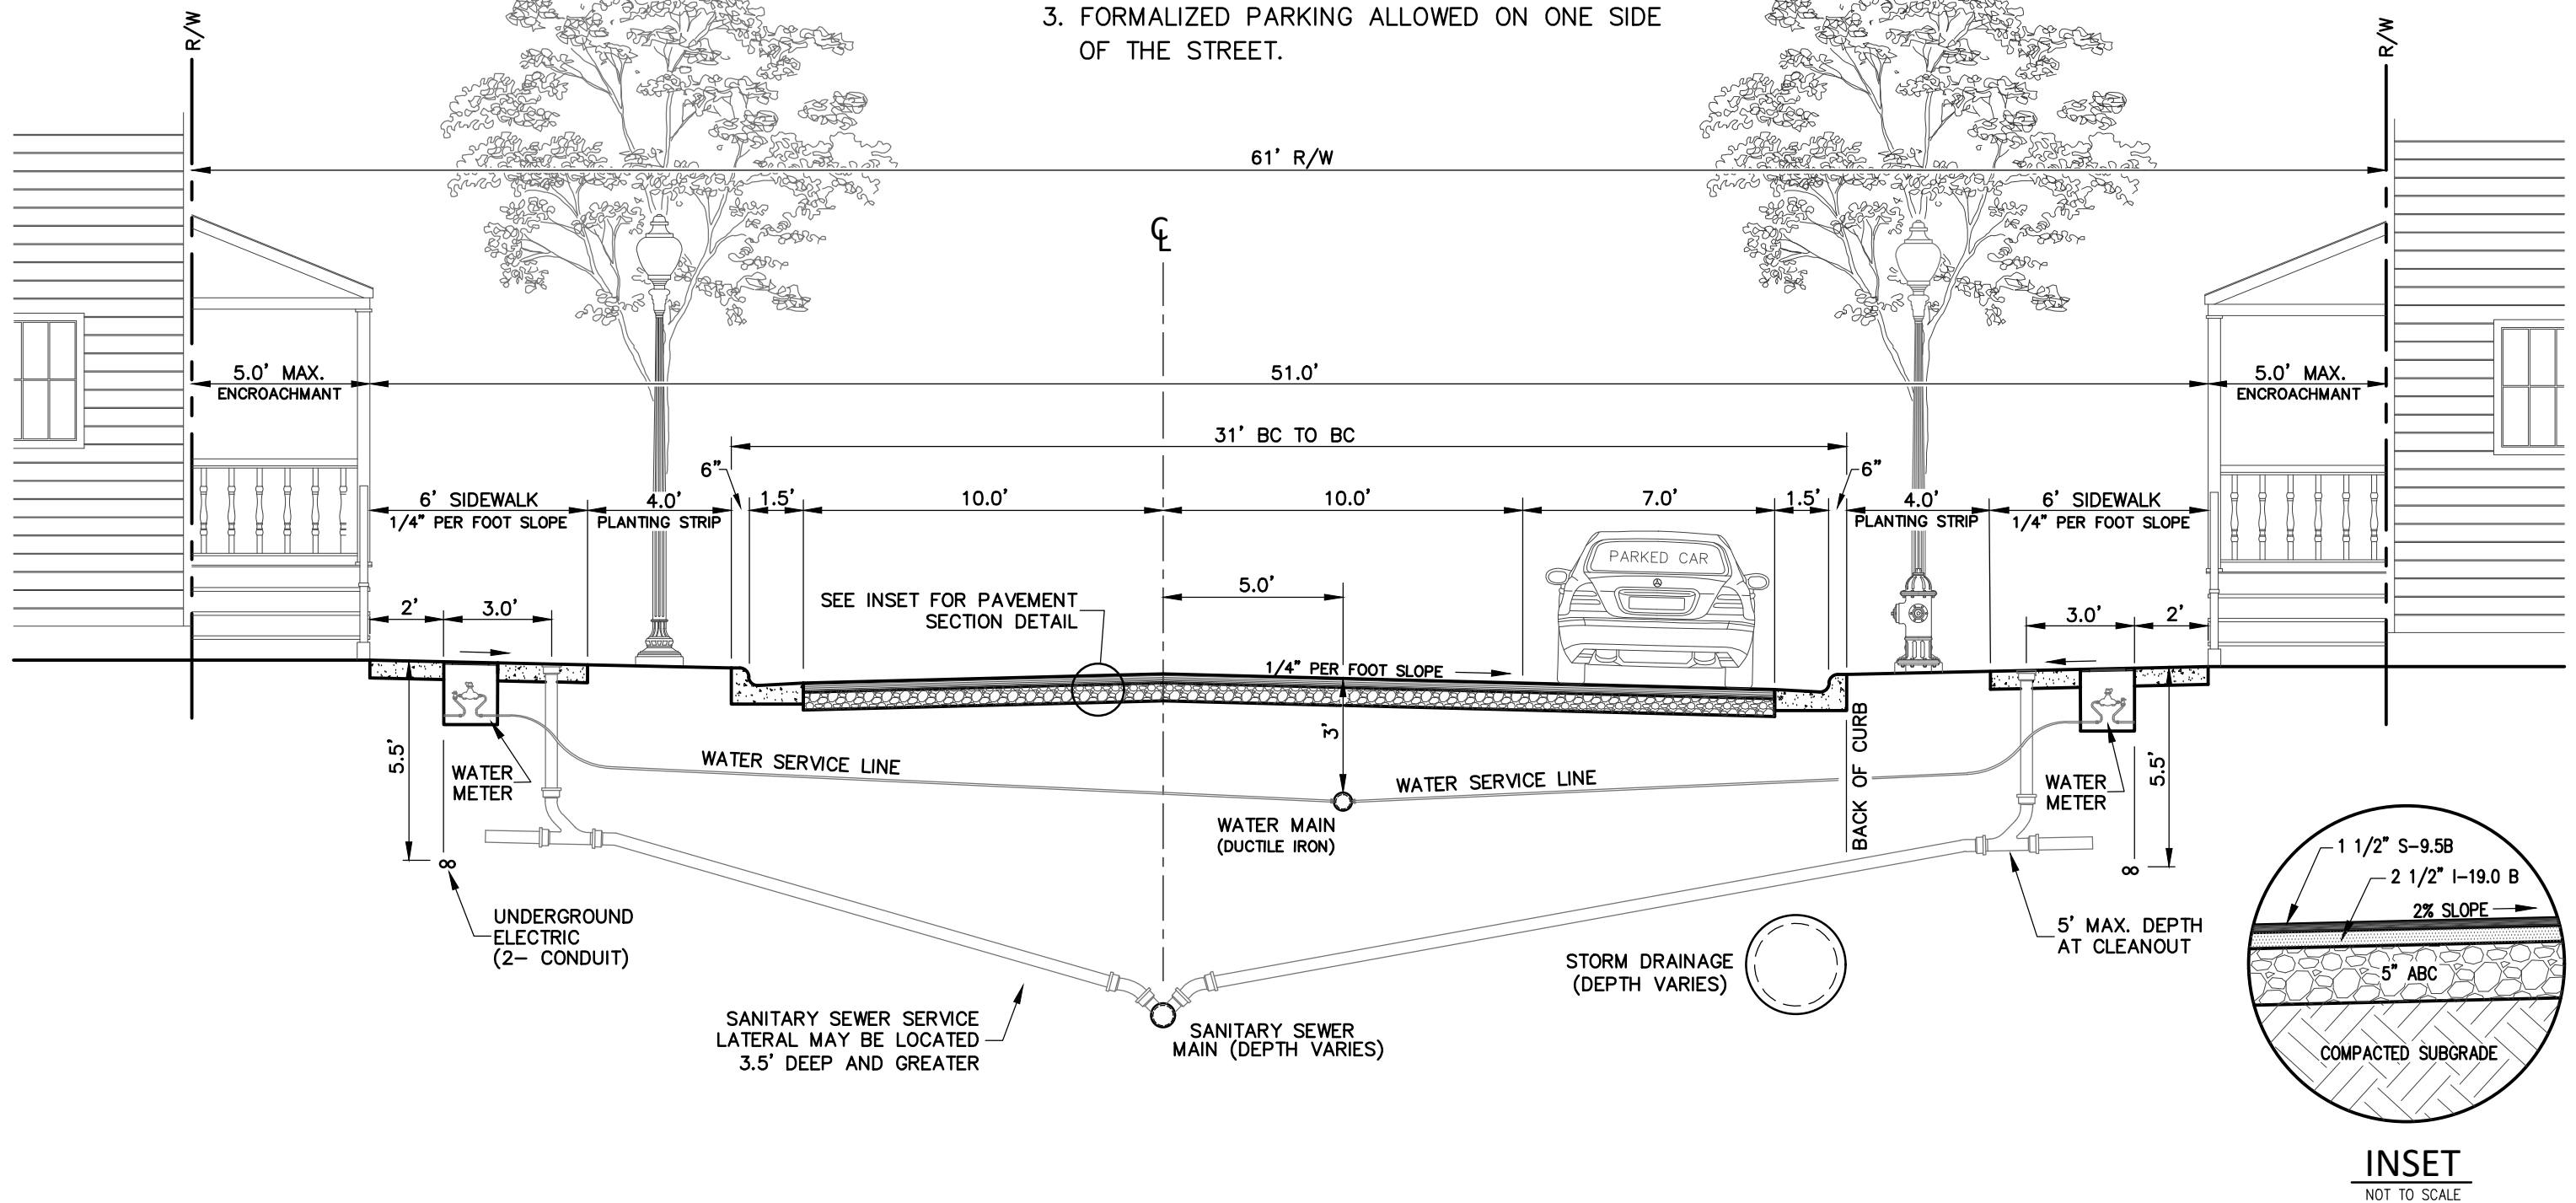 3. FORMALIZED PARKING ALLOWED ON ONE SIDE
OF THE STREET.
R/W
R/W
61' R/W
℄
5.0' MAX.
ENCROACHMANT
51.0'
5.0' MAX.
ENCROACHMANT
31' BC TO BC
6"
6"
6' SIDEWALK
1/4" PER FOOT SLOPE
4.0'
PLANTING STRIP
1.5'
10.0'
10.0'
7.0'
1.5'
4.0'
PLANTING STRIP
6' SIDEWALK
1/4" PER FOOT SLOPE
PARKED CAR
2'
3.0'
SEE INSET FOR PAVEMENT
SECTION DETAIL
5.0'
3.0'
2'
1/4" PER FOOT SLOPE
5.5'
WATER
METER
WATER SERVICE LINE
3'
WATER SERVICE LINE
BACK OF CURB
WATER
METER
5.5'
WATER MAIN
(DUCTILE IRON)
UNDERGROUND
ELECTRIC
(2- CONDUIT)
5' MAX. DEPTH
AT CLEANOUT
STORM DRAINAGE
(DEPTH VARIES)
SANITARY SEWER SERVICE
LATERAL MAY BE LOCATED
3.5' DEEP AND GREATER
SANITARY SEWER
MAIN (DEPTH VARIES)
1 1/2" S-9.5B
2 1/2" I-19.0 B
2% SLOPE
5" ABC
COMPACTED SUBGRADE
INSET
NOT TO SCALE